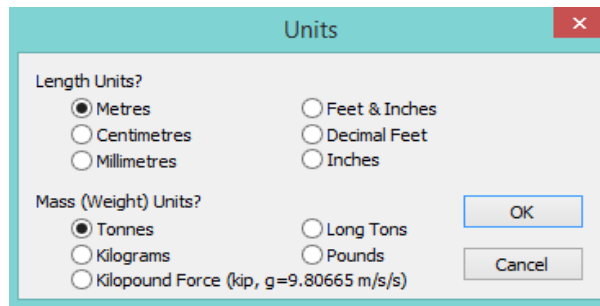 Units
Length Units?
Metres
Feet & Inches
Centimetres
Decimal Feet
Millimetres
Inches
Mass (Weight) Units?
Tonnes
Long Tons
Kilograms
Pounds
Kilopound Force (kip, g=9.80665 m/s/s)
OK
Cancel